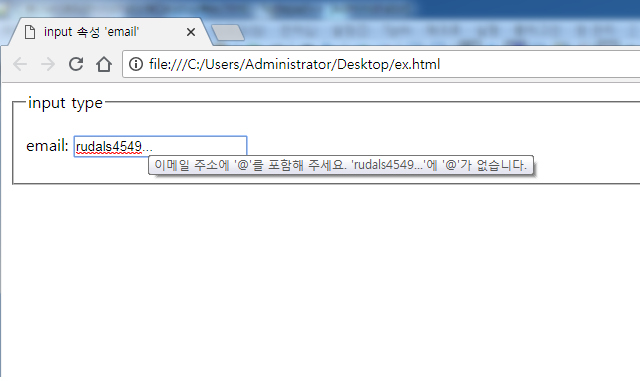 input 속성 'email'
file:///C:/Users/Administrator/Desktop/ex.html
input type
email: rudals4549...
이메일 주소에 '@'를 포함해 주세요. 'rudals4549...'에 '@'가 없습니다.